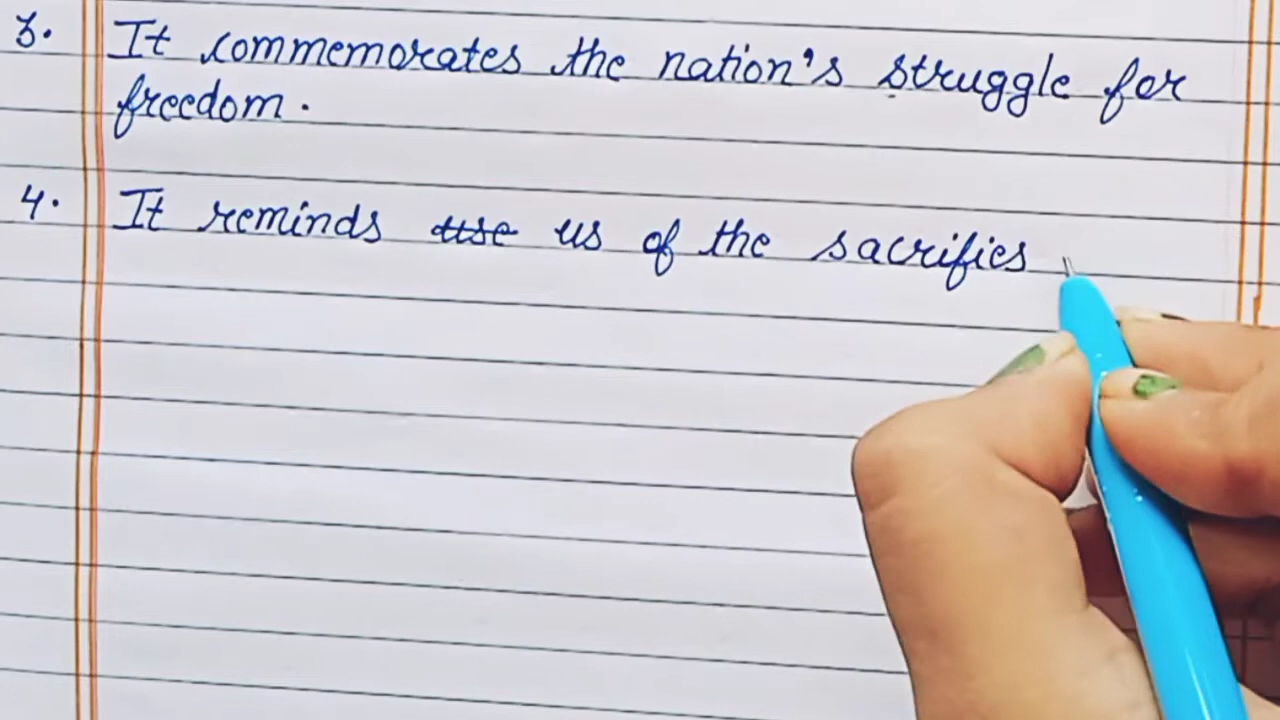 3. It commemorates the nation's struggle for
freedom.
4. It reminds use us of the sacrifies